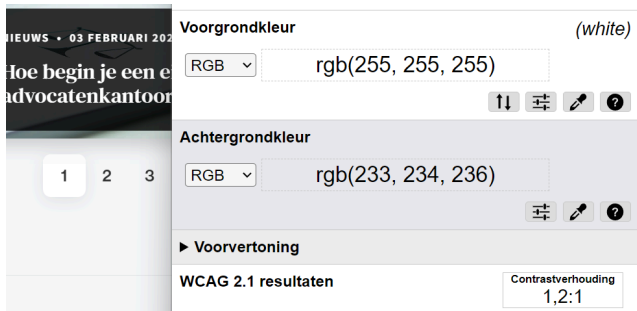 NIEUWS • 03 FEBRUARI 202
Hoe begin je een e
advocatenkantoor
1 2 3
Voorgrondkleur (white)
RGB rgb(255, 255, 255)
Achtergrondkleur
RGB rgb(233, 234, 236)
Voorvertoning
WCAG 2.1 resultaten
Contrastverhouding
1,2:1